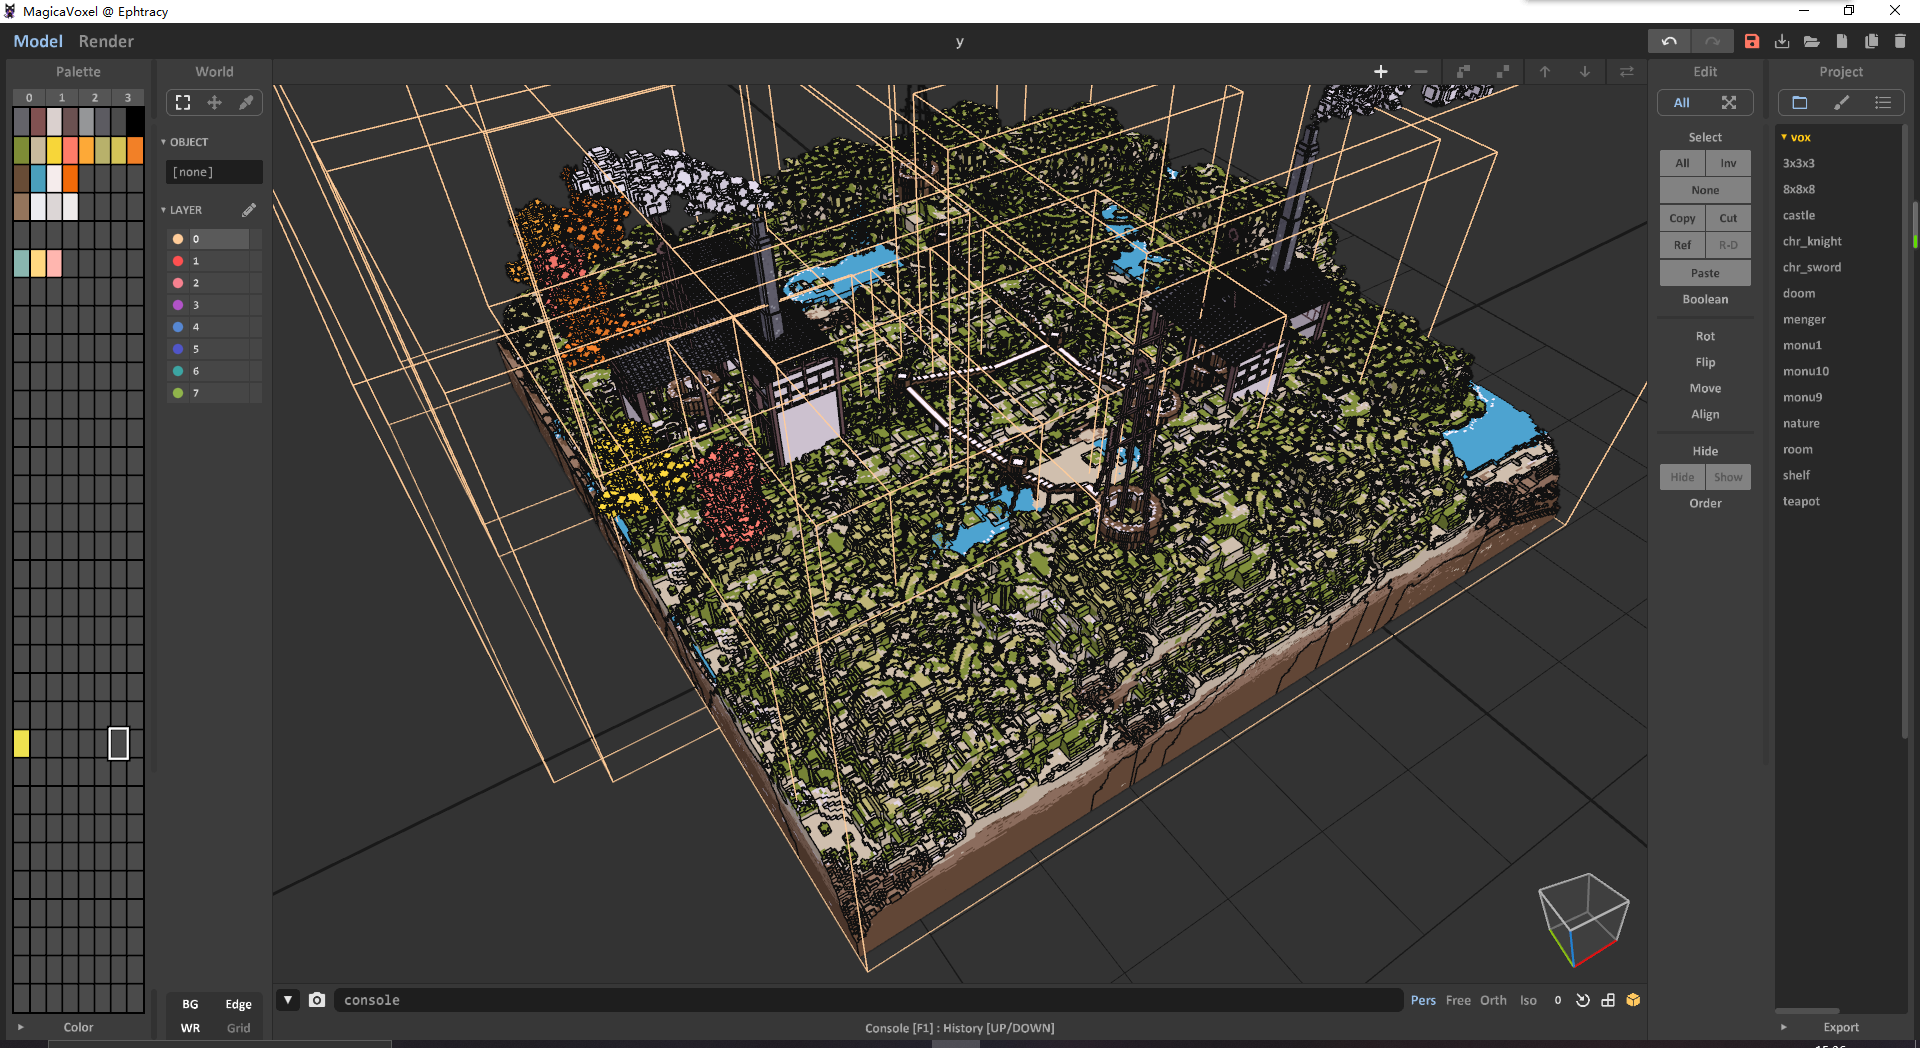 MagicaVoxel @ Ephtracy
Model Render
y
Palette
0 1 2 3
Color
World
OBJECT
[none]
LAYER
0
1
2
3
4
5
6
7
BG Edge
WR Grid
console
Pers Free Orth Iso 0
Console [F1] : History [UP/DOWN]
Edit
All
Select
All Inv
None
Copy Cut
Ref R-D
Paste
Boolean
Rot
Flip
Move
Align
Hide
Hide Show
Order
Project
vox
3x3x3
8x8x8
castle
chr_knight
chr_sword
doom
menger
monu1
monu10
monu9
nature
room
shelf
teapot
Export